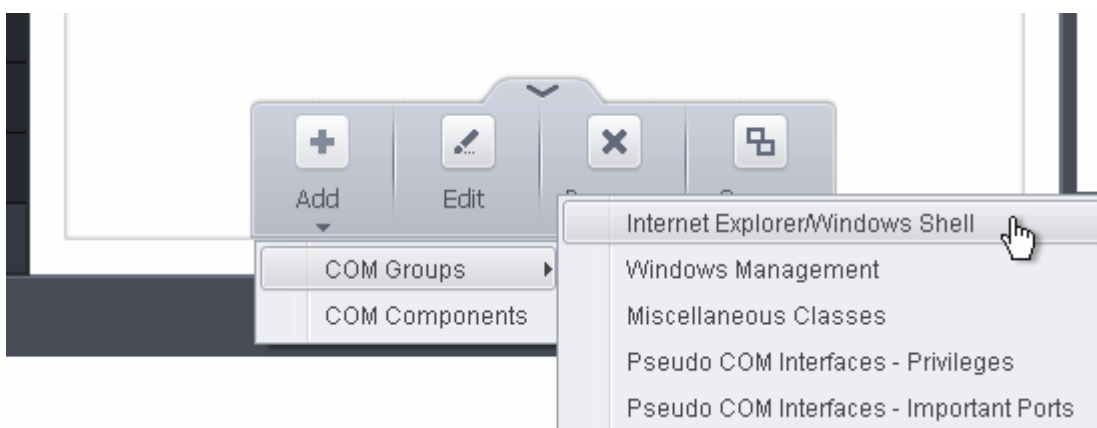 Add
Edit
Internet Explorer/Windows Shell
COM Groups
Windows Management
COM Components
Miscellaneous Classes
Pseudo COM Interfaces - Privileges
Pseudo COM Interfaces - Important Ports